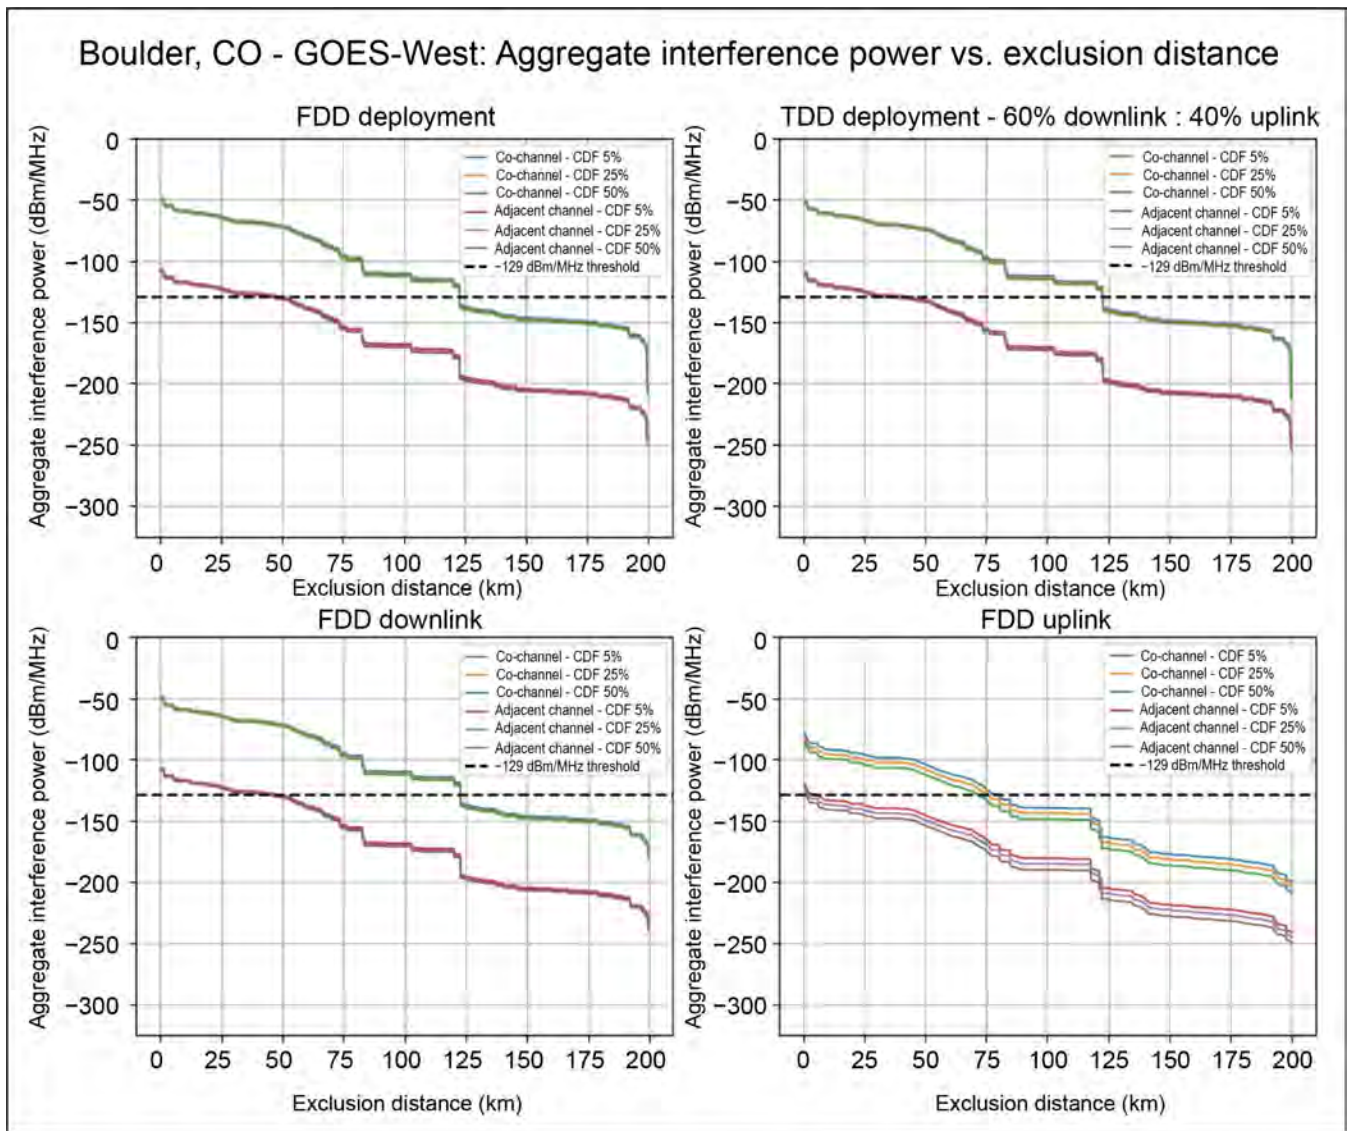 Boulder, CO - GOES-West: Aggregate interference power vs. exclusion distance
FDD deployment
Aggregate interference power (dBm/MHz)
0
−50
−100
−150
−200
−250
−300
Co-channel - CDF 5%
Co-channel - CDF 25%
Co-channel - CDF 50%
Adjacent channel - CDF 5%
Adjacent channel - CDF 25%
Adjacent channel - CDF 50%
−129 dBm/MHz threshold
0 25 50 75 100 125 150 175 200
Exclusion distance (km)
TDD deployment - 60% downlink : 40% uplink
Aggregate interference power (dBm/MHz)
0
−50
−100
−150
−200
−250
−300
Co-channel - CDF 5%
Co-channel - CDF 25%
Co-channel - CDF 50%
Adjacent channel - CDF 5%
Adjacent channel - CDF 25%
Adjacent channel - CDF 50%
−129 dBm/MHz threshold
0 25 50 75 100 125 150 175 200
Exclusion distance (km)
FDD downlink
Aggregate interference power (dBm/MHz)
0
−50
−100
−150
−200
−250
−300
Co-channel - CDF 5%
Co-channel - CDF 25%
Co-channel - CDF 50%
Adjacent channel - CDF 5%
Adjacent channel - CDF 25%
Adjacent channel - CDF 50%
−129 dBm/MHz threshold
0 25 50 75 100 125 150 175 200
Exclusion distance (km)
FDD uplink
Aggregate interference power (dBm/MHz)
0
−50
−100
−150
−200
−250
−300
Co-channel - CDF 5%
Co-channel - CDF 25%
Co-channel - CDF 50%
Adjacent channel - CDF 5%
Adjacent channel - CDF 25%
Adjacent channel - CDF 50%
−129 dBm/MHz threshold
0 25 50 75 100 125 150 175 200
Exclusion distance (km)